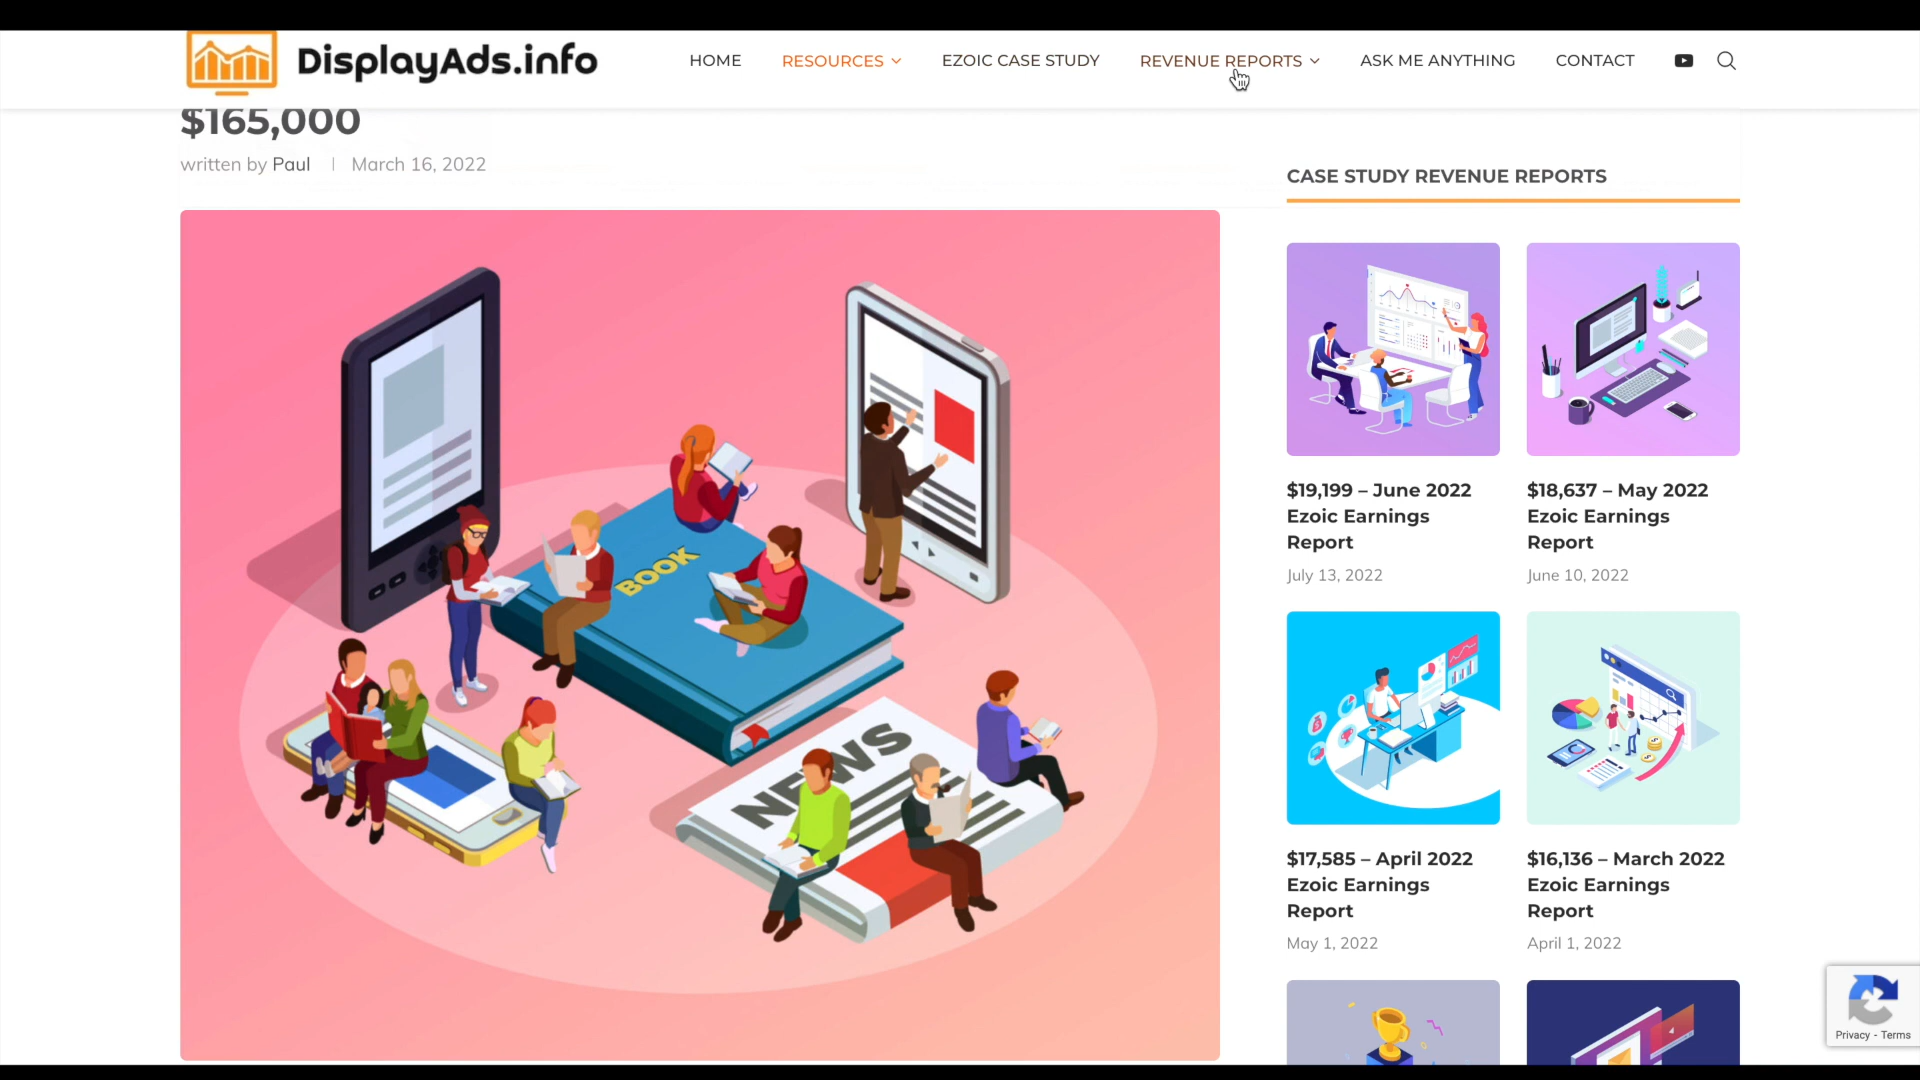 DisplayAds.info
HOME
RESOURCES
EZOIC CASE STUDY
REVENUE REPORTS
ASK ME ANYTHING
CONTACT
$165,000
written by Paul
March 16, 2022
CASE STUDY REVENUE REPORTS
BOOK
NEWS
$19,199 – June 2022
Ezoic Earnings
Report
July 13, 2022
$18,637 – May 2022
Ezoic Earnings
Report
June 10, 2022
$17,585 – April 2022
Ezoic Earnings
Report
May 1, 2022
$16,136 – March 2022
Ezoic Earnings
Report
April 1, 2022
Privacy - Terms